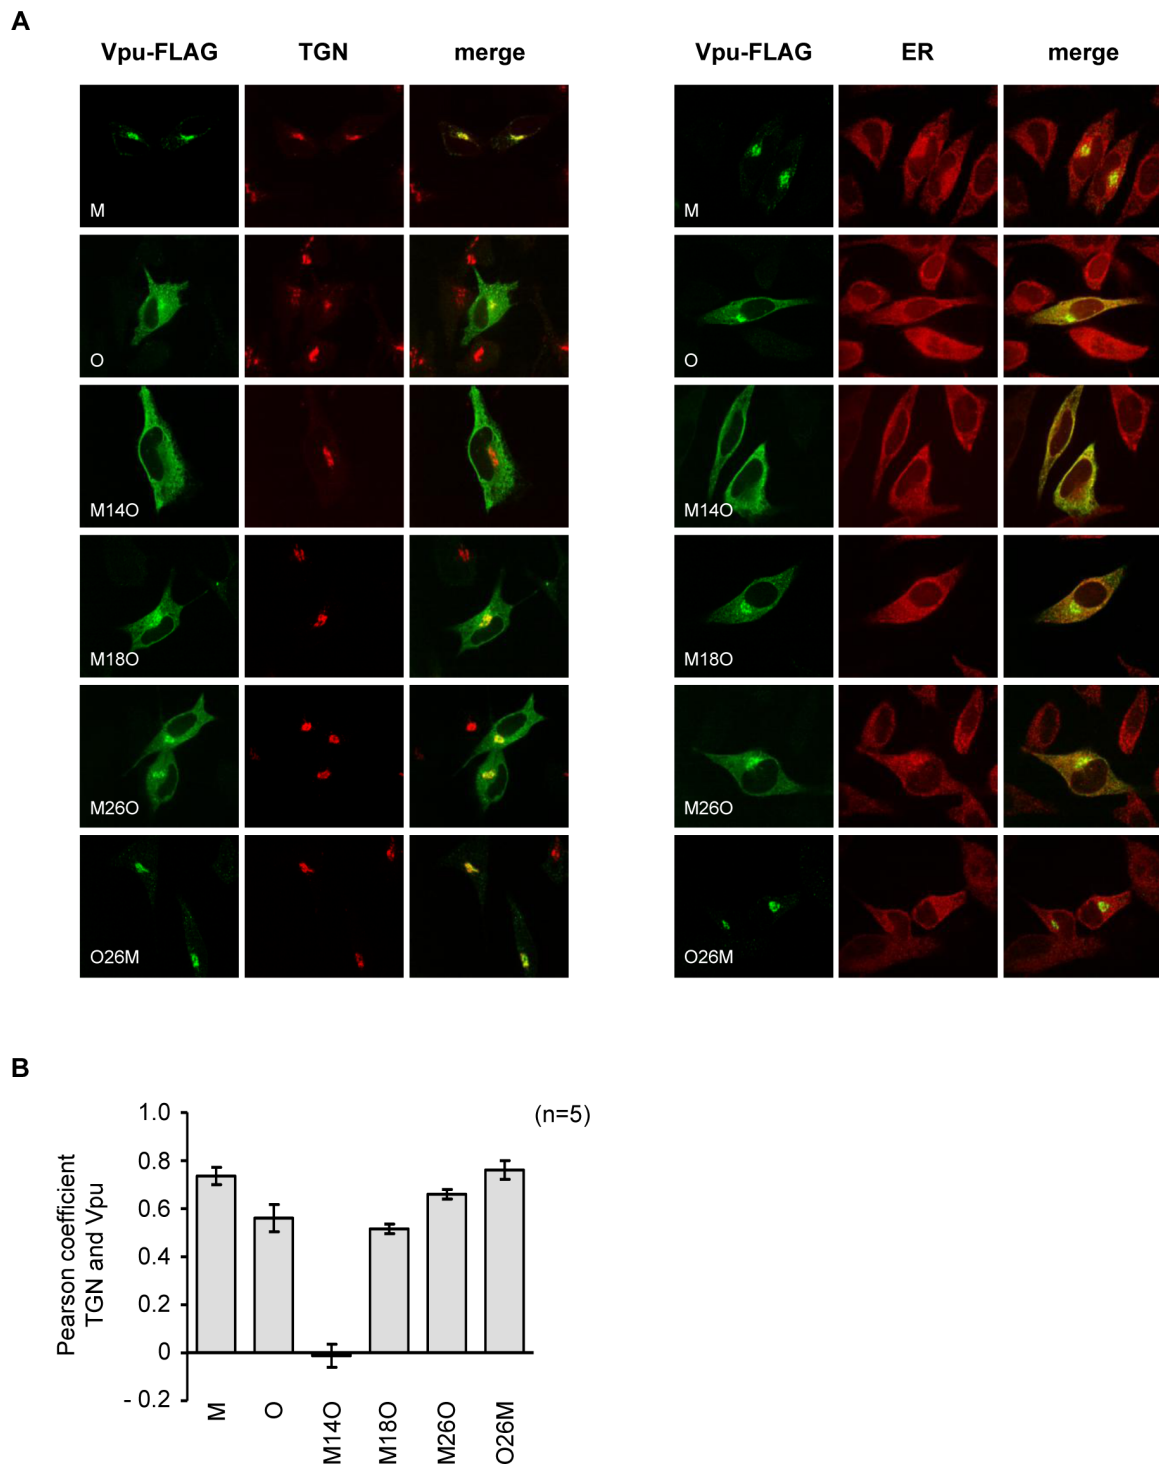 A
Vpu-FLAG TGN merge Vpu-FLAG ER merge
M M
O O
M14O M14O
M18O M18O
M26O M26O
O26M O26M
B
(n=5)
Pearson coefficient
TGN and Vpu
1.0
0.8
0.6
0.4
0.2
0
- 0.2
M O M14O M18O M26O O26M